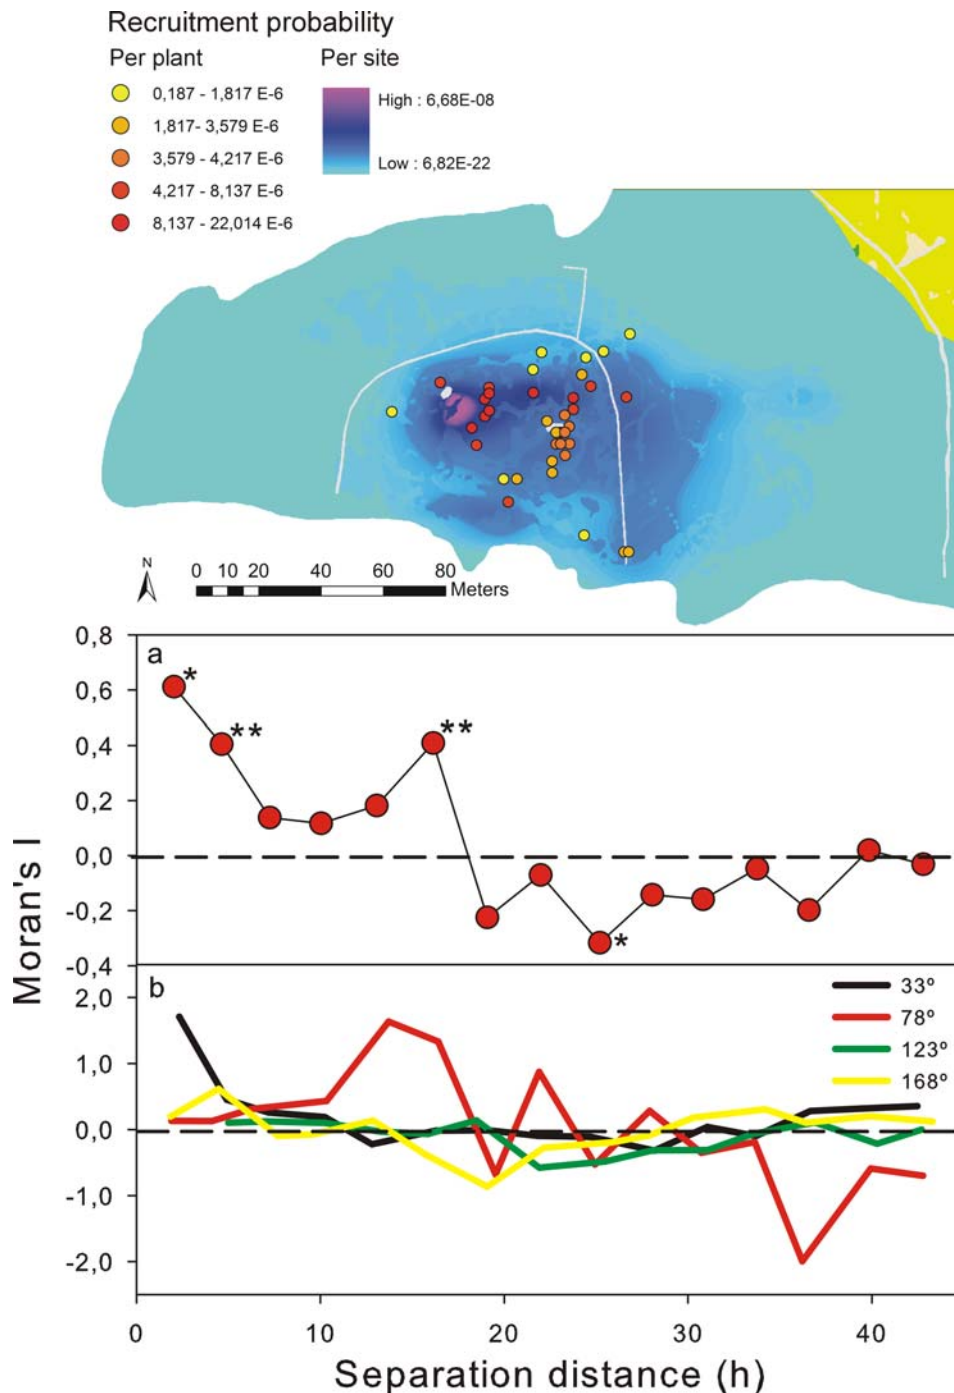 Recruitment probability
Per plant
Per site
0,187 - 1,817 E-6
1,817- 3,579 E-6
3,579 - 4,217 E-6
4,217 - 8,137 E-6
8,137 - 22,014 E-6
High : 6,68E-08
Low : 6,82E-22
N
0 10 20 40 60 80
Meters
Moran's I
a
0,8
0,6
0,4
0,2
0,0
-0,2
-0,4
*
**
**
*
b
2,0
1,0
0,0
-1,0
-2,0
33º
78º
123º
168º
0 10 20 30 40
Separation distance (h)